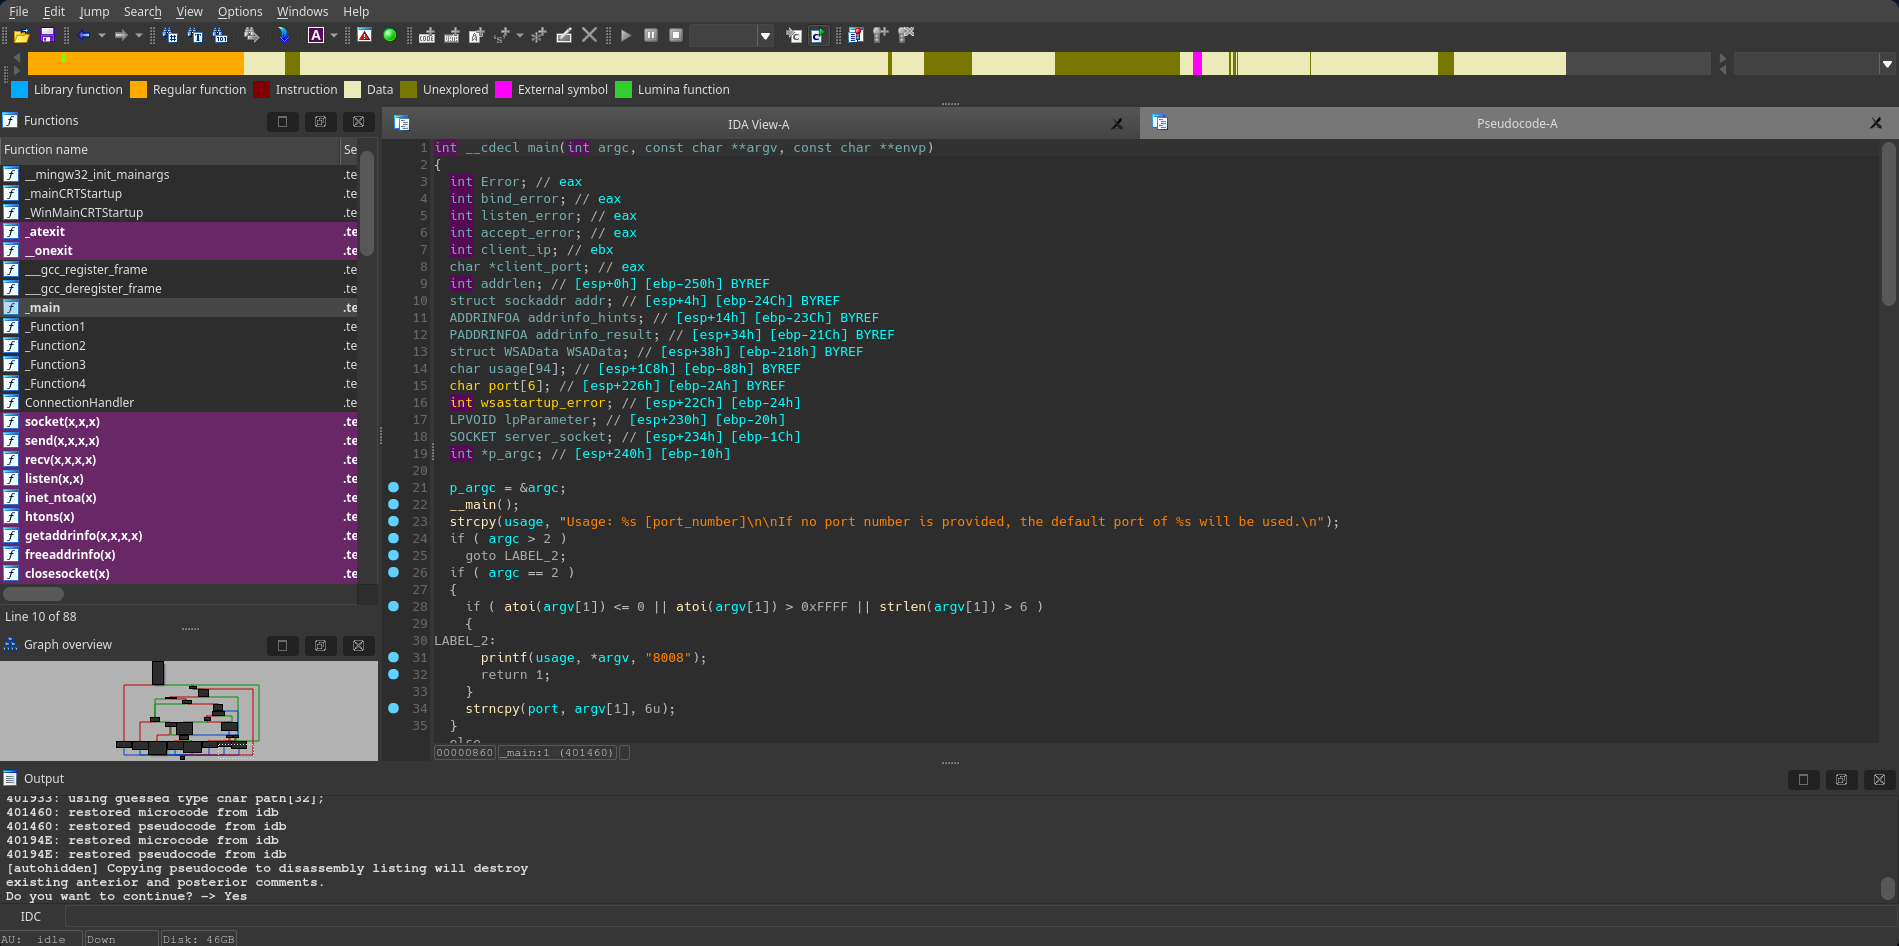 File Edit Jump Search View Options Windows Help
Library function Regular function Instruction Data Unexplored External symbol Lumina function
Functions
Function name Se
__mingw32_init_mainargs .te
_mainCRTStartup .te
_WinMainCRTStartup .te
_atexit .te
__onexit .te
___gcc_register_frame .te
___gcc_deregister_frame .te
_main .te
_Function1 .te
_Function2 .te
_Function3 .te
_Function4 .te
ConnectionHandler .te
socket(x,x,x) .te
send(x,x,x,x) .te
recv(x,x,x,x) .te
listen(x,x) .te
inet_ntoa(x) .te
htons(x) .te
getaddrinfo(x,x,x,x) .te
freeaddrinfo(x) .te
closesocket(x) .te
Line 10 of 88
Graph overview
IDA View-A
Pseudocode-A
1 int __cdecl main(int argc, const char **argv, const char **envp)
2 {
3 int Error; // eax
4 int bind_error; // eax
5 int listen_error; // eax
6 int accept_error; // eax
7 int client_ip; // ebx
8 char *client_port; // eax
9 int addrlen; // [esp+0h] [ebp-250h] BYREF
10 struct sockaddr addr; // [esp+4h] [ebp-24Ch] BYREF
11 ADDRINFOA addrinfo_hints; // [esp+14h] [ebp-23Ch] BYREF
12 PADDRINFOA addrinfo_result; // [esp+34h] [ebp-21Ch] BYREF
13 struct WSAData WSAData; // [esp+38h] [ebp-218h] BYREF
14 char usage[94]; // [esp+1C8h] [ebp-88h] BYREF
15 char port[6]; // [esp+226h] [ebp-2Ah] BYREF
16 int wsastartup_error; // [esp+22Ch] [ebp-24h]
17 LPVOID lpParameter; // [esp+230h] [ebp-20h]
18 SOCKET server_socket; // [esp+234h] [ebp-1Ch]
19 int *p_argc; // [esp+240h] [ebp-10h]
20
21 p_argc = &argc;
22 __main();
23 strcpy(usage, "Usage: %s [port_number]\n\nIf no port number is provided, the default port of %s will be used.\n");
24 if ( argc > 2 )
25 goto LABEL_2;
26 if ( argc == 2 )
27 {
28 if ( atoi(argv[1]) <= 0 || atoi(argv[1]) > 0xFFFF || strlen(argv[1]) > 6 )
29 {
30 LABEL_2:
31 printf(usage, *argv, "8008");
32 return 1;
33 }
34 strncpy(port, argv[1], 6u);
35 }
else
00000860 _main:1 (401460)
Output
401933: using guessed type char path[32];
401460: restored microcode from idb
401460: restored pseudocode from idb
40194E: restored microcode from idb
40194E: restored pseudocode from idb
[autohidden] Copying pseudocode to disassembly listing will destroy
existing anterior and posterior comments.
Do you want to continue? -> Yes
IDC
AU: idle Down Disk: 46GB